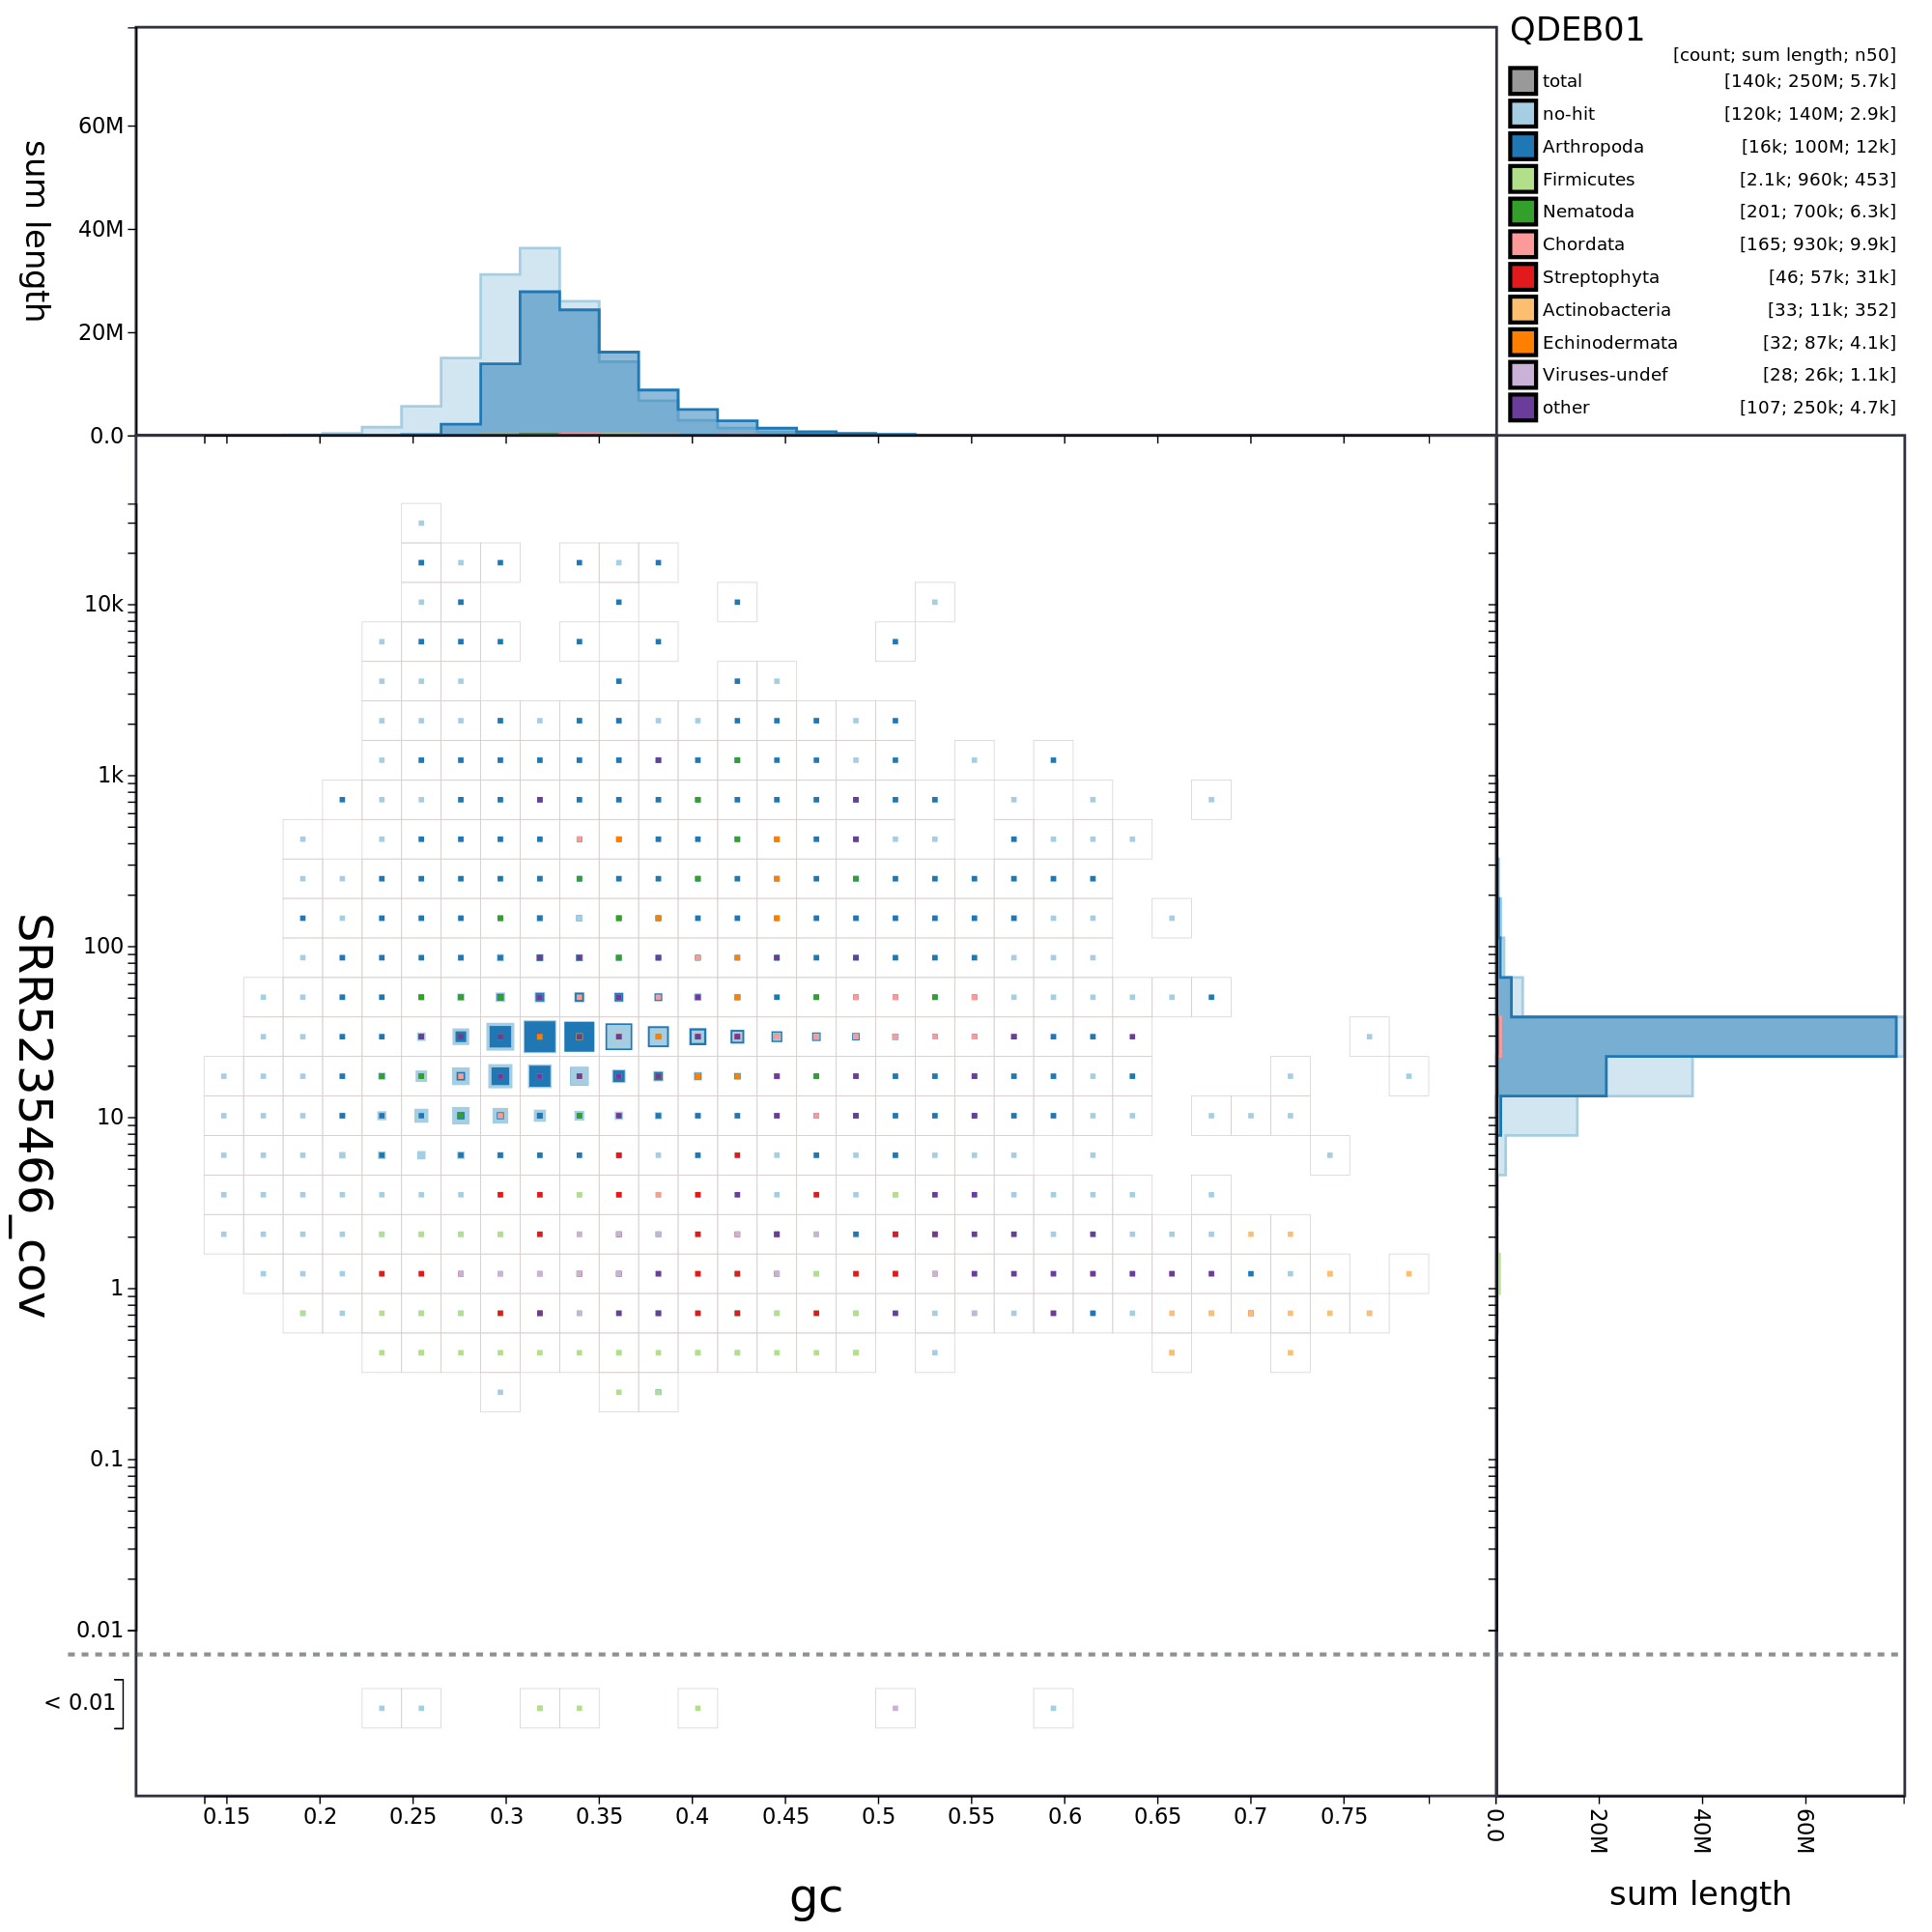 QDEB01
[count; sum length; n50]
total [140k; 250M; 5.7k]
no-hit [120k; 140M; 2.9k]
Arthropoda [16k; 100M; 12k]
Firmicutes [2.1k; 960k; 453]
Nematoda [201; 700k; 6.3k]
Chordata [165; 930k; 9.9k]
Streptophyta [46; 57k; 31k]
Actinobacteria [33; 11k; 352]
Echinodermata [32; 87k; 4.1k]
Viruses-undef [28; 26k; 1.1k]
other [107; 250k; 4.7k]
sum length
60M
40M
20M
0.0
SRR5235466_cov
10k
1k
100
10
1
0.1
0.01
< 0.01
0.15 0.2 0.25 0.3 0.35 0.4 0.45 0.5 0.55 0.6 0.65 0.7 0.75
gc
0.0 20M 40M 60M
sum length